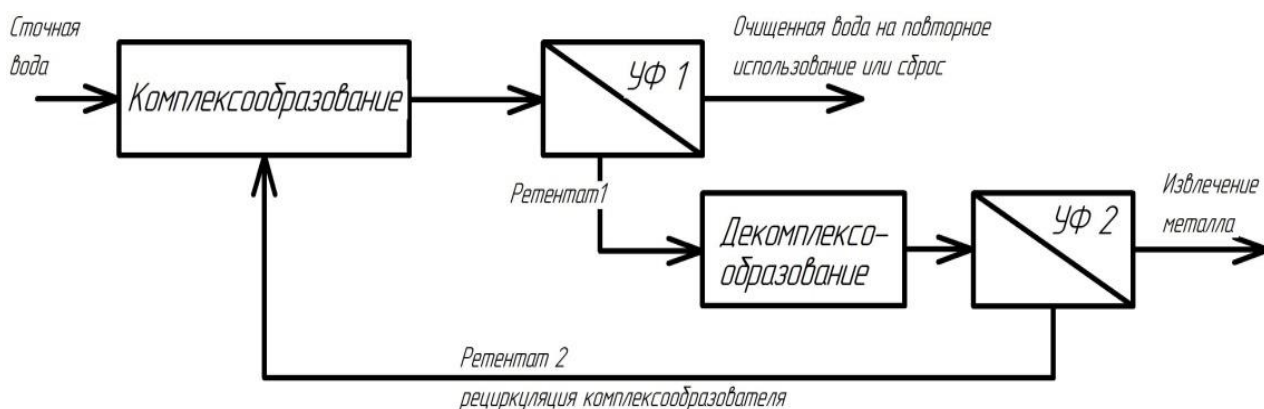 Сточная
вода
Комплексообразование
УФ 1
Очищенная вода на повторное
использование или сброс
Ретентат1
Декомплексо-
образование
УФ 2
Извлечение
металла
Ретентат 2
рециркуляция комплексообразователя